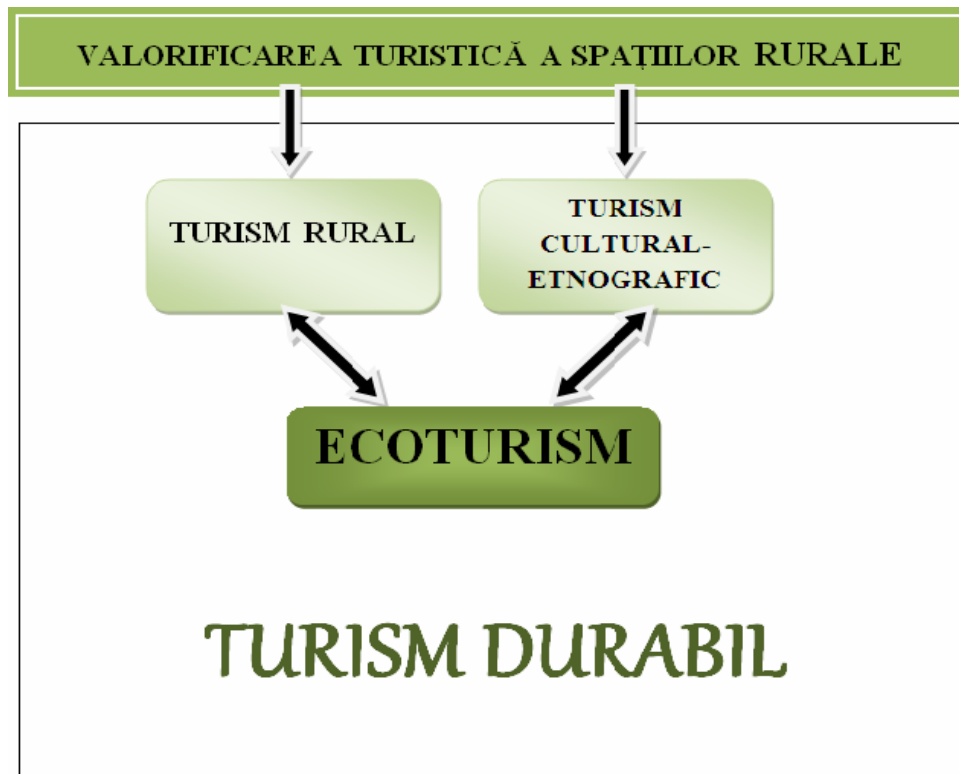 VALORIFICAREA TURISTICĂ A SPAȚIILOR RURALE
TURISM RURAL
TURISM
CULTURAL-
ETNOGRAFIC
ECOTURISM
TURISM DURABIL